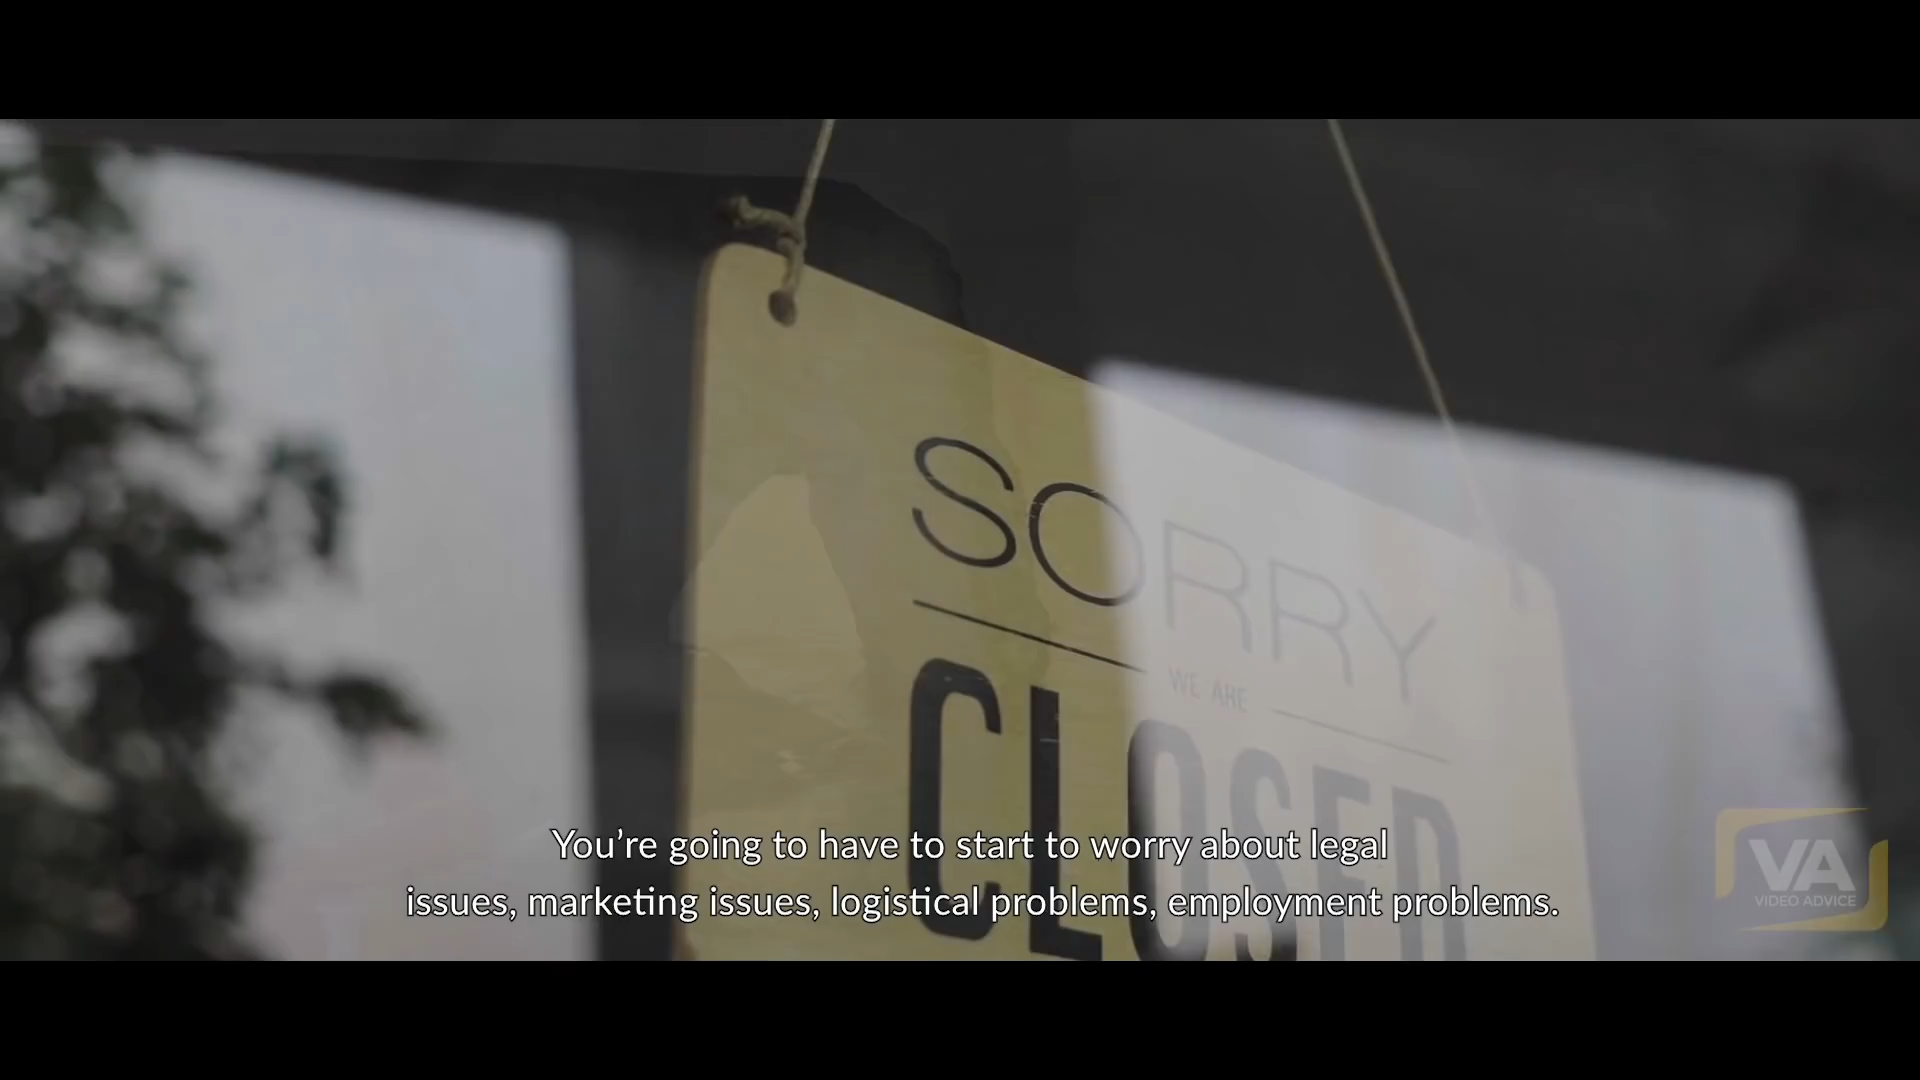 SORRY
WE ARE
CLOSED
You’re going to have to start to worry about legal
issues, marketing issues, logistical problems, employment problems.
VA
VIDEO ADVICE